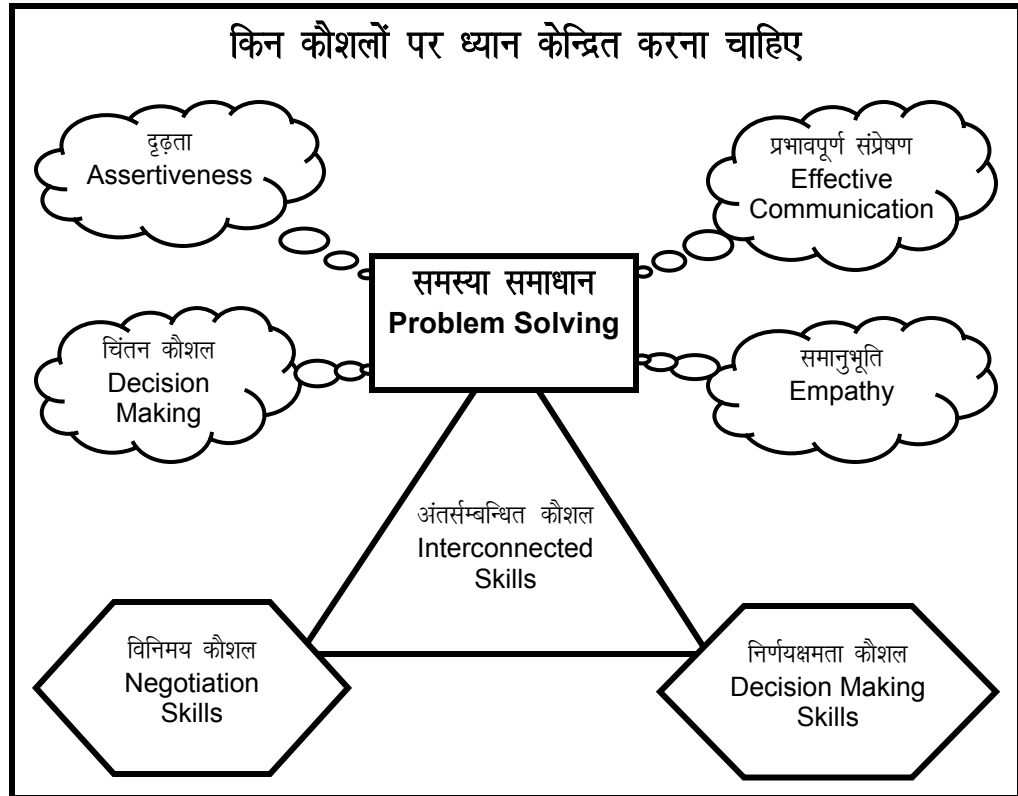 किन कौशलों पर ध्यान केन्द्रित करना चाहिए
दृढ़ता
Assertiveness
प्रभावपूर्ण संप्रेषण
Effective
Communication
समस्या समाधान
Problem Solving
चिंतन कौशल
Decision
Making
समानुभूति
Empathy
अंतर्सम्बन्धित कौशल
Interconnected
Skills
विनिमय कौशल
Negotiation
Skills
निर्णयक्षमता कौशल
Decision Making
Skills